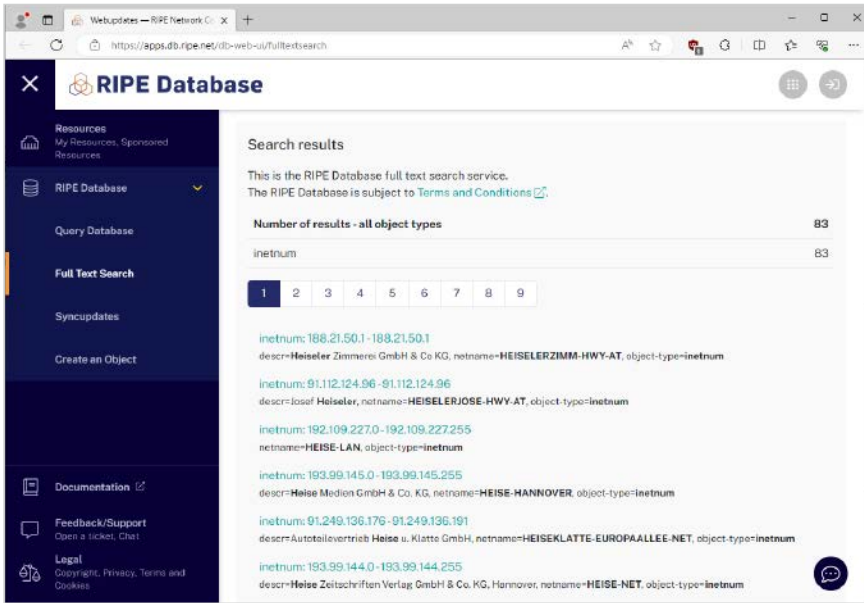 Webupdates — RIPE Network C
https://apps.db.ripe.net/db-web-ui/fulltextsearch
RIPE Database
Resources
My Resources, Sponsored
Resources
RIPE Database
Query Database
Full Text Search
Syncupdates
Create an Object
Documentation
Feedback/Support
Open a ticket, Chat
Legal
Copyright, Privacy, Terms and
Cookies
Search results
This is the RIPE Database full text search service.
The RIPE Database is subject to Terms and Conditions.
Number of results - all object types 83
inetnum 83
1 2 3 4 5 6 7 8 9
inetnum: 188.21.50.1 - 188.21.50.1
descr=Heiseler Zimmerei GmbH & Co KG, netname=HEISELERZIMM-HWY-AT, object-type=inetnum
inetnum: 91.112.124.96 - 91.112.124.96
descr=Josef Heiseler, netname=HEISELERJOSE-HWY-AT, object-type=inetnum
inetnum: 192.109.227.0 - 192.109.227.255
netname=HEISE-LAN, object-type=inetnum
inetnum: 193.99.145.0 - 193.99.145.255
descr=Heise Medien GmbH & Co. KG, netname=HEISE-HANNOVER, object-type=inetnum
inetnum: 91.249.136.176 - 91.249.136.191
descr=Autoteilevertrieb Heise u. Klatte GmbH, netname=HEISEKLATTE-EUROPAALLEE-NET, object-type=inetnum
inetnum: 193.99.144.0 - 193.99.144.255
descr=Heise Zeitschriften Verlag GmbH & Co. KG, Hannover, netname=HEISE-NET, object-type=inetnum